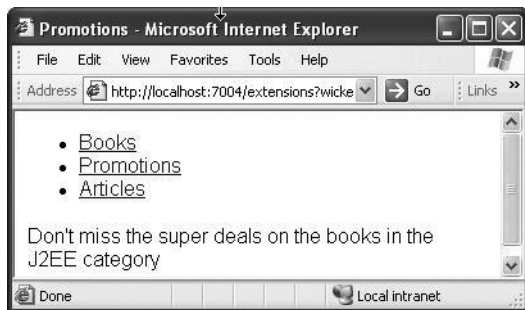 Promotions - Microsoft Internet Explorer
File Edit View Favorites Tools Help
Address http://localhost:7004/extensions?wicke Go Links »
Books
Promotions
Articles
Don't miss the super deals on the books in the
J2EE category
Done Local intranet